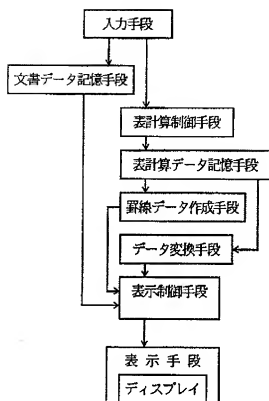 入力手段
文書データ記憶手段
表計算制御手段
表計算データ記憶手段
罫線データ作成手段
データ変換手段
表示制御手段
表示手段
ディスプレイ